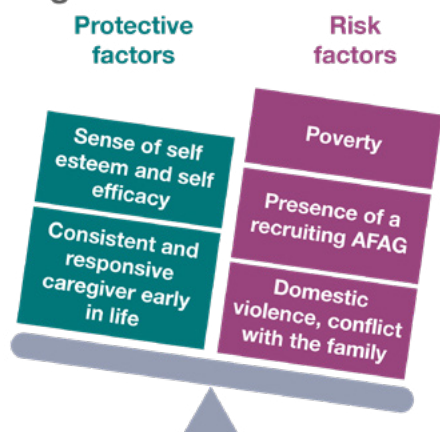 Protective
factors
Risk
factors
Sense of self
esteem and self
efficacy
Consistent and
responsive
caregiver early
in life
Poverty
Presence of a
recruiting AFAG
Domestic
violence, conflict
with the family